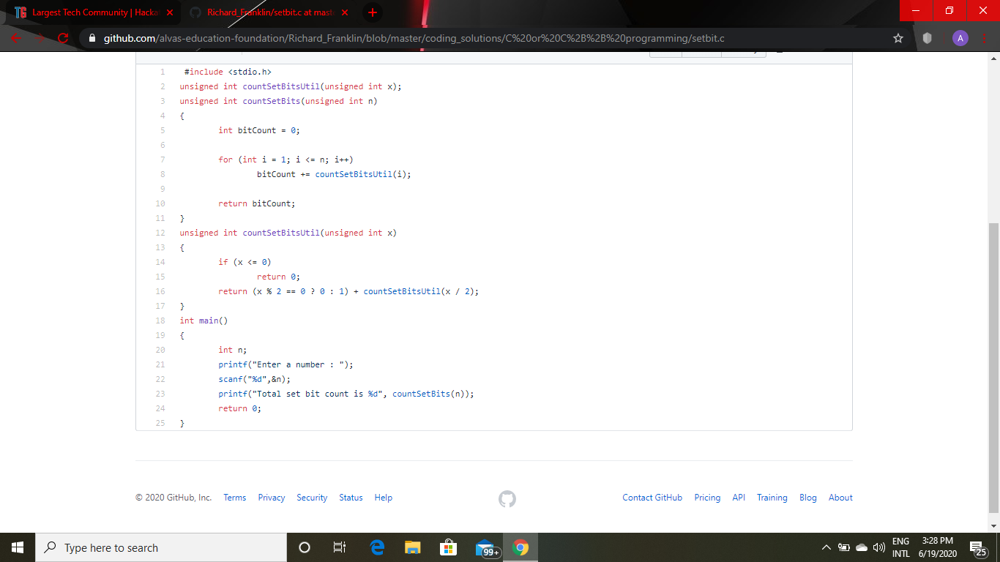 Largest Tech Community | Hacka
Richard_Franklin/setbit.c at mast
github.com/alvas-education-foundation/Richard_Franklin/blob/master/coding_solutions/C%20or%20C%2B%2B%20programming/setbit.c
A
1 #include <stdio.h>
2 unsigned int countSetBitsUtil(unsigned int x);
3 unsigned int countSetBits(unsigned int n)
4 {
5 int bitCount = 0;
6
7 for (int i = 1; i <= n; i++)
8 bitCount += countSetBitsUtil(i);
9
10 return bitCount;
11 }
12 unsigned int countSetBitsUtil(unsigned int x)
13 {
14 if (x <= 0)
15 return 0;
16 return (x % 2 == 0 ? 0 : 1) + countSetBitsUtil(x / 2);
17 }
18 int main()
19 {
20 int n;
21 printf("Enter a number : ");
22 scanf("%d",&n);
23 printf("Total set bit count is %d", countSetBits(n));
24 return 0;
25 }
© 2020 GitHub, Inc. Terms Privacy Security Status Help Contact GitHub Pricing API Training Blog About
Type here to search
99+
ENG
INTL
3:28 PM
6/19/2020
25